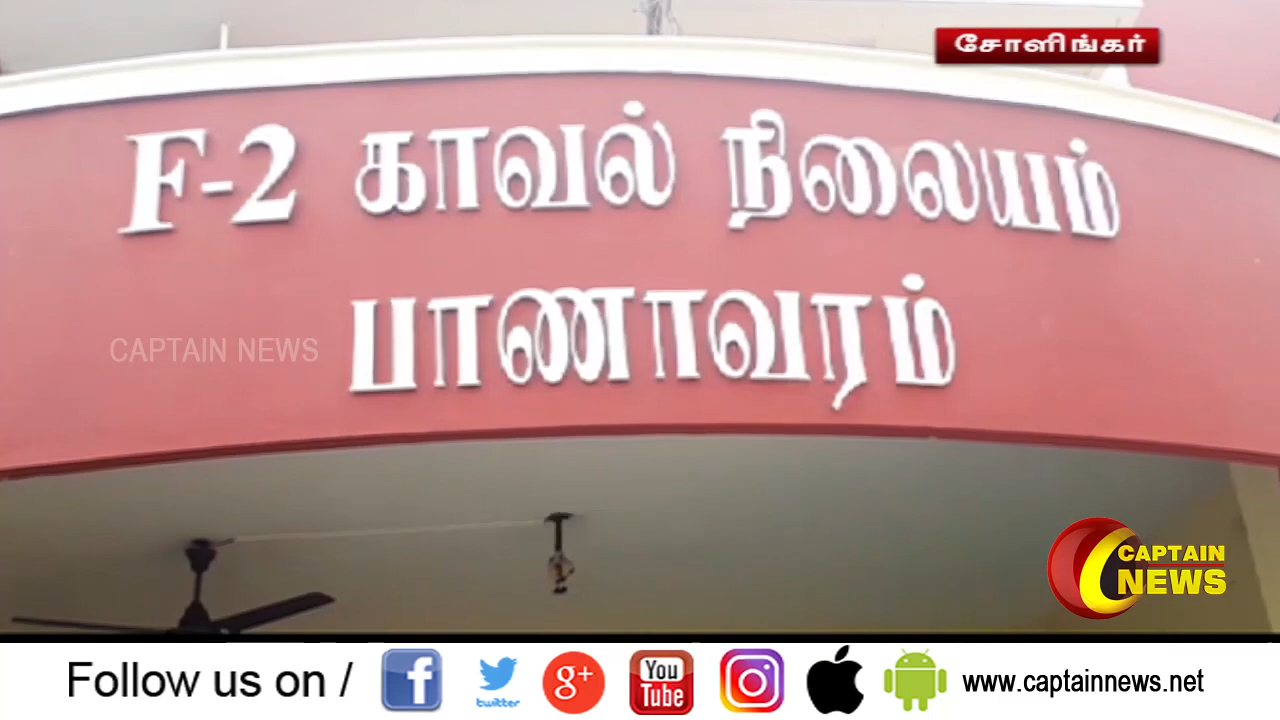 சோளிங்கர்
F-2 காவல் நிலையம்
பாணாவரம்
CAPTAIN NEWS
CAPTAIN
NEWS
Follow us on / f twitter g+ You Tube www.captainnews.net